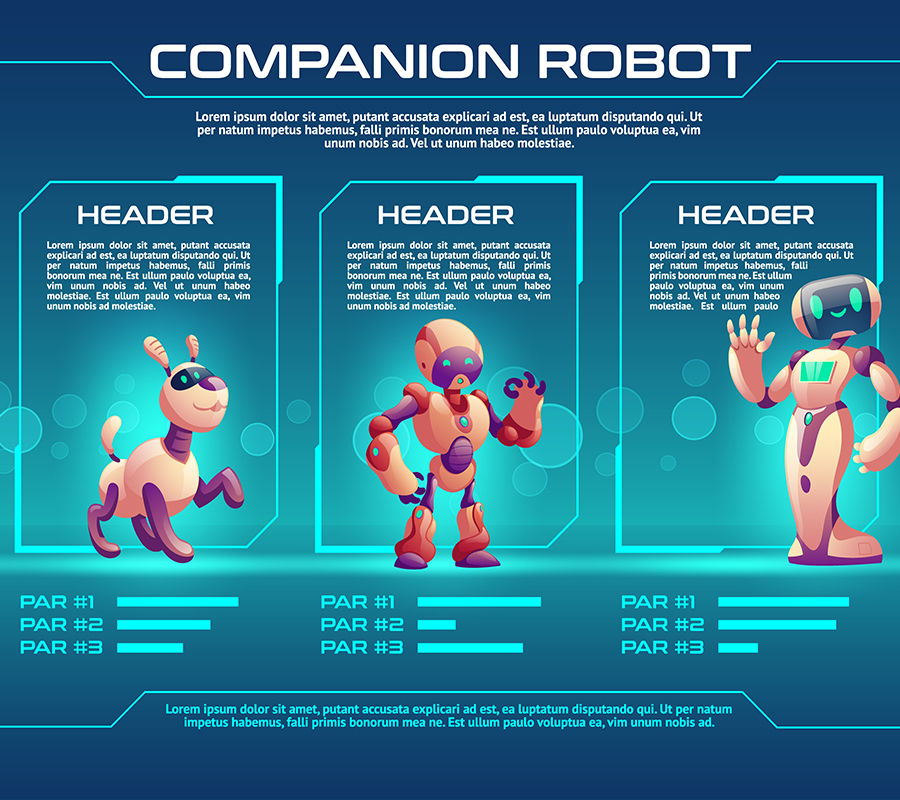 COMPANION ROBOT
Lorem ipsum dolor sit amet, putant accusata explicari ad est, ea luptatum disputando qui. Ut
per natum impetus habemus, falli primis bonorum mea ne. Est ullum paulo voluptua ea, vim
unum nobis ad. Vel ut unum habeo molestiae.
HEADER
Lorem ipsum dolor sit amet, putant accusata
explicari ad est, ea luptatum disputando qui. Ut
per natum impetus habemus, falli primis
bonorum mea ne. Est ullum paulo voluptua ea,
vim unum nobis ad. Vel ut unum habeo
molestiae. Est ullum paulo voluptua ea, vim
unum nobis ad molestiae.
HEADER
Lorem ipsum dolor sit amet, putant accusata
explicari ad est, ea luptatum disputando qui. Ut
per natum impetus habemus, falli primis
bonorum mea ne. Est ullum paulo voluptua ea,
vim unum nobis ad. Vel ut unum habeo
molestiae. Est ullum paulo voluptua ea, vim
unum nobis ad molestiae.
HEADER
Lorem ipsum dolor sit amet, putant accusata
explicari ad est, ea luptatum disputando qui. Ut
per natum impetus habemus, falli
primis bonorum mea ne. Est ullum
paulo voluptua ea, vim unum
nobis ad. Vel ut unum habeo
molestiae. Est ullum paulo
PAR #1
PAR #2
PAR #3
PAR #1
PAR #2
PAR #3
PAR #1
PAR #2
PAR #3
Lorem ipsum dolor sit amet, putant accusata explicari ad est, ea luptatum disputando qui. Ut per natum
impetus habemus, falli primis bonorum mea ne. Est ullum paulo voluptua ea, vim unum nobis ad.